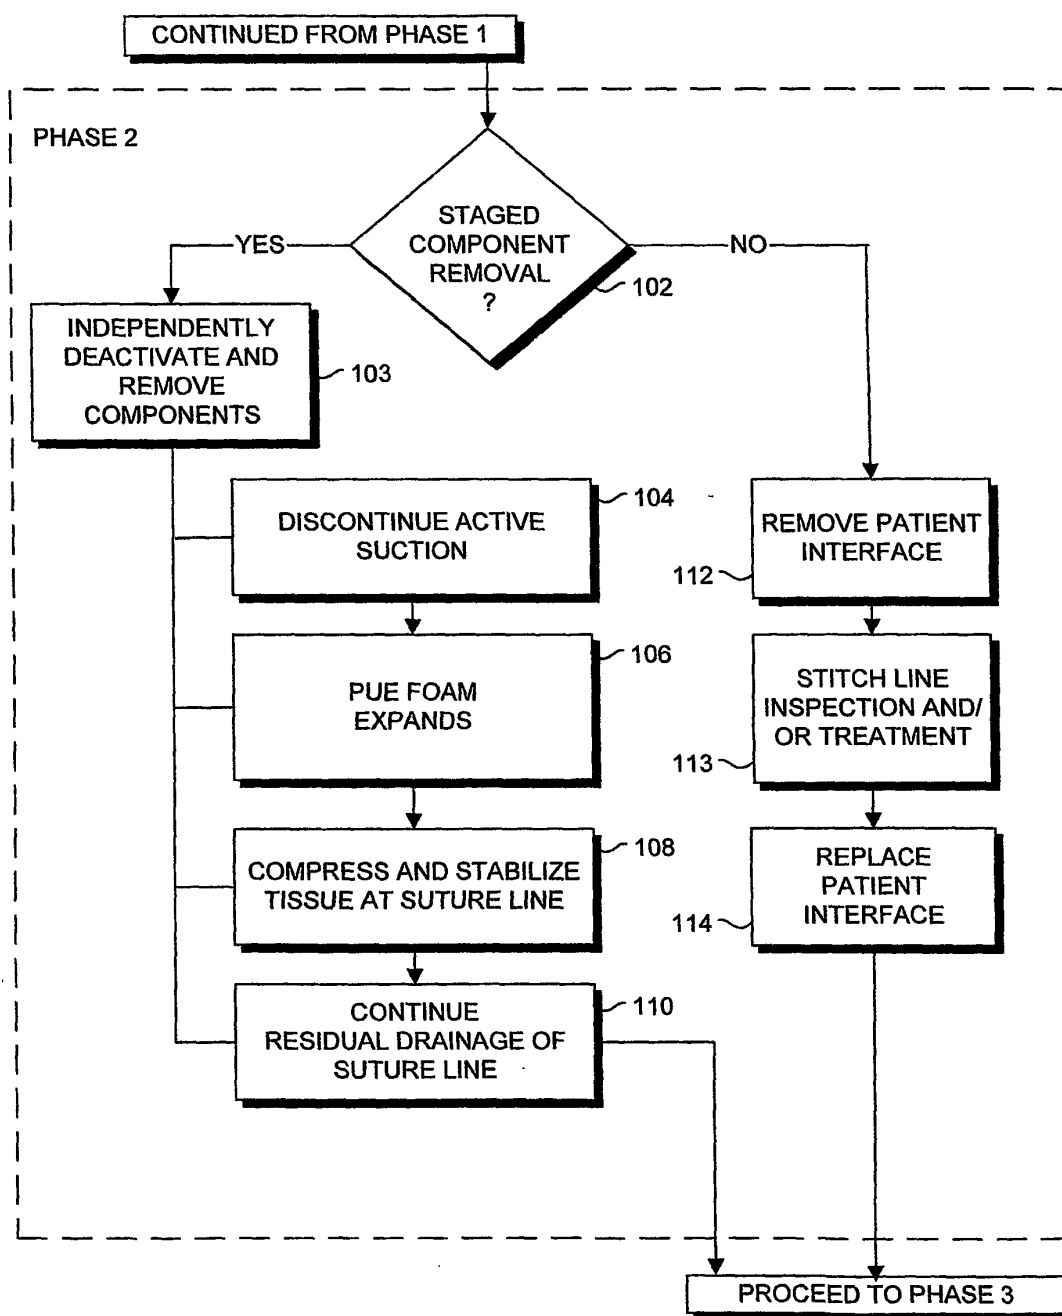 CONTINUED FROM PHASE 1
PHASE 2
STAGED
COMPONENT
REMOVAL
?
102
YES
NO
INDEPENDENTLY
DEACTIVATE AND
REMOVE
COMPONENTS
103
DISCONTINUE ACTIVE
SUCTION
104
PUE FOAM
EXPANDS
106
COMPRESS AND STABILIZE
TISSUE AT SUTURE LINE
108
CONTINUE
RESIDUAL DRAINAGE OF
SUTURE LINE
110
REMOVE PATIENT
INTERFACE
112
STITCH LINE
INSPECTION AND/
OR TREATMENT
113
REPLACE
PATIENT
INTERFACE
114
PROCEED TO PHASE 3